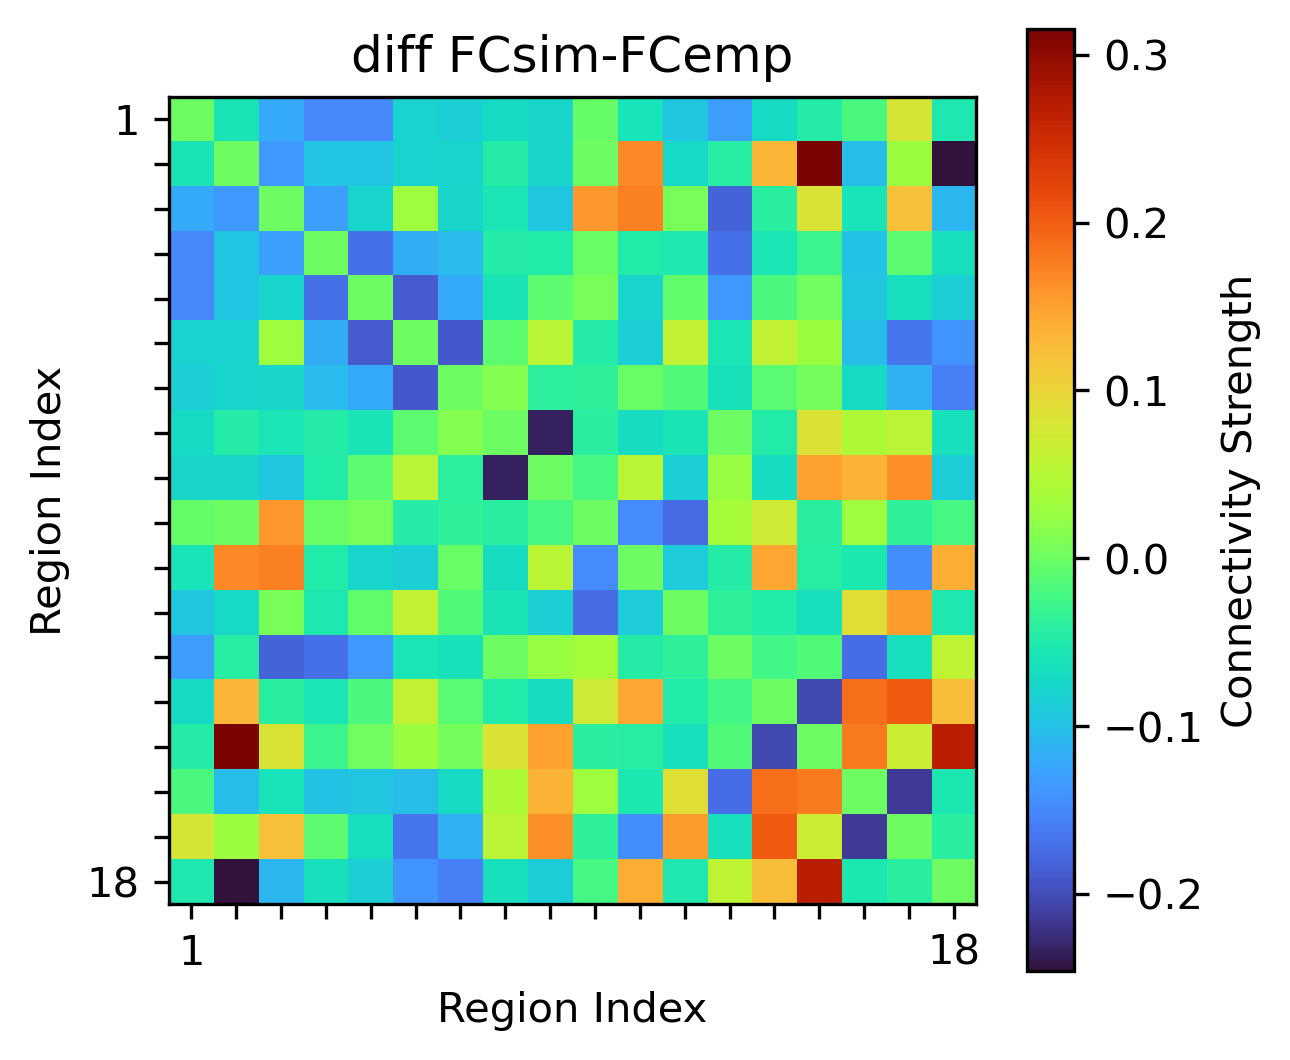 diff FCsim-FCemp
1
18
Region Index
1
18
Region Index
0.3
0.2
0.1
0.0
−0.1
−0.2
Connectivity Strength